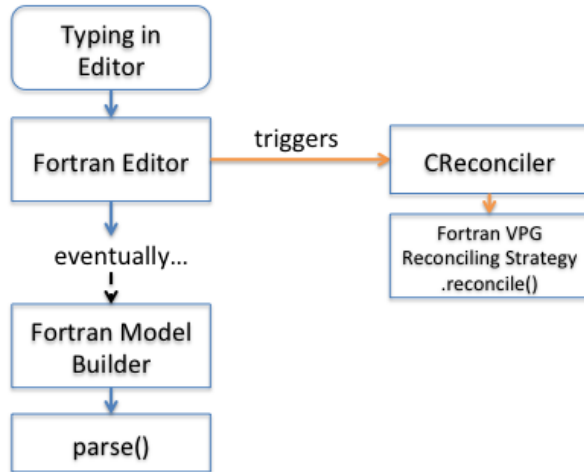 Typing in
Editor
Fortran Editor
triggers
CReconciler
Fortran VPG
Reconciling Strategy
.reconcile()
eventually...
Fortran Model
Builder
parse()